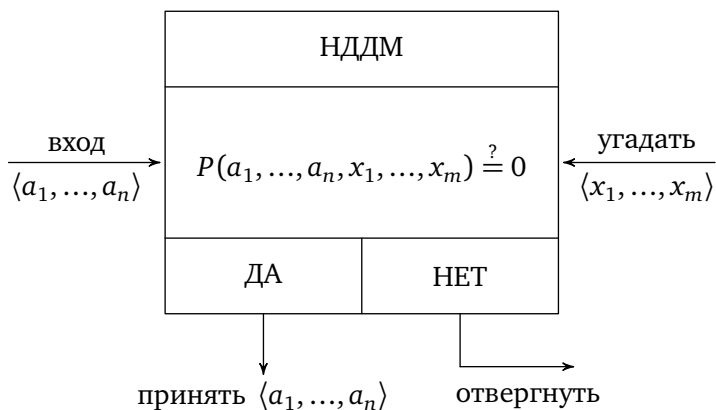 НДДМ
вход
⟨a₁,…,aₙ⟩
P(a₁,…,aₙ,x₁,…,xₘ) ≟ 0
угадать
⟨x₁,…,xₘ⟩
ДА
НЕТ
принять ⟨a₁,…,aₙ⟩
отвергнуть